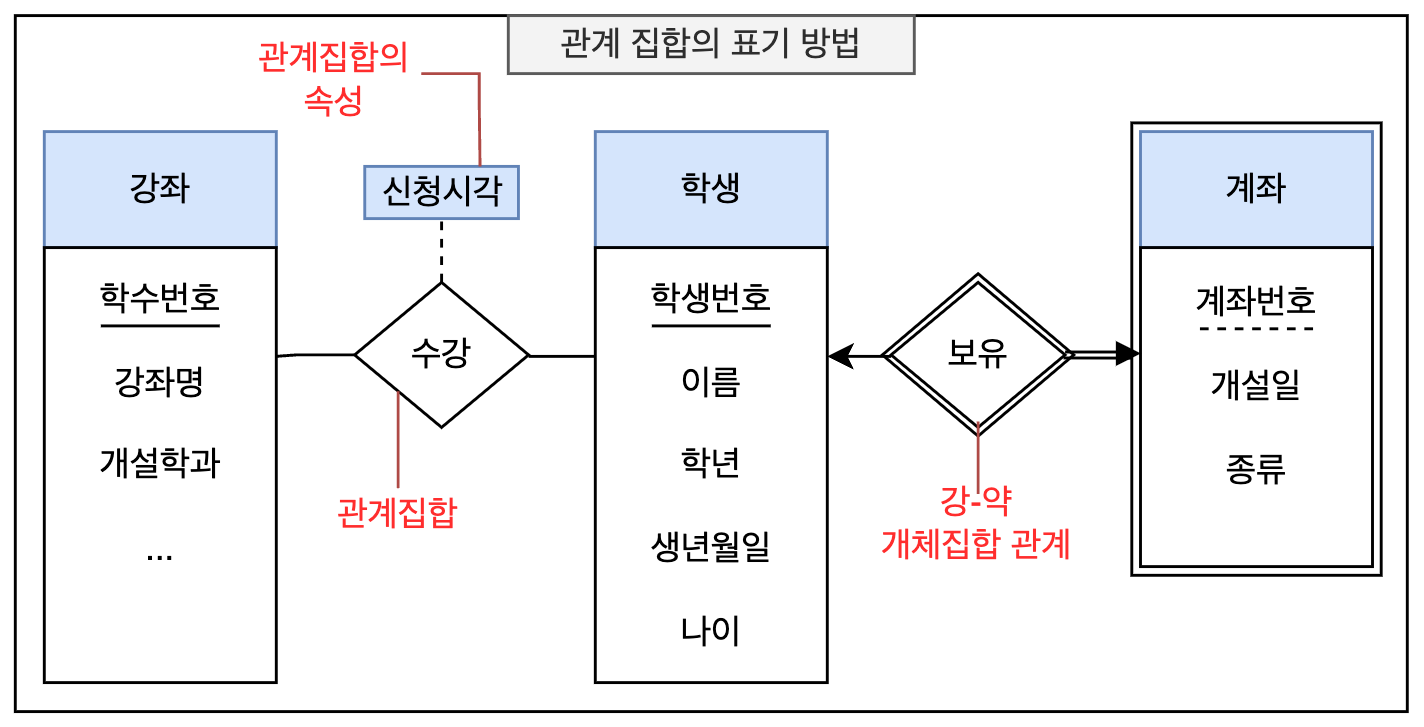 관계 집합의 표기 방법
관계집합의
속성
강좌
학수번호
강좌명
개설학과
...
신청시각
수강
관계집합
학생
학생번호
이름
학년
생년월일
나이
보유
강-약
개체집합 관계
계좌
계좌번호
개설일
종류